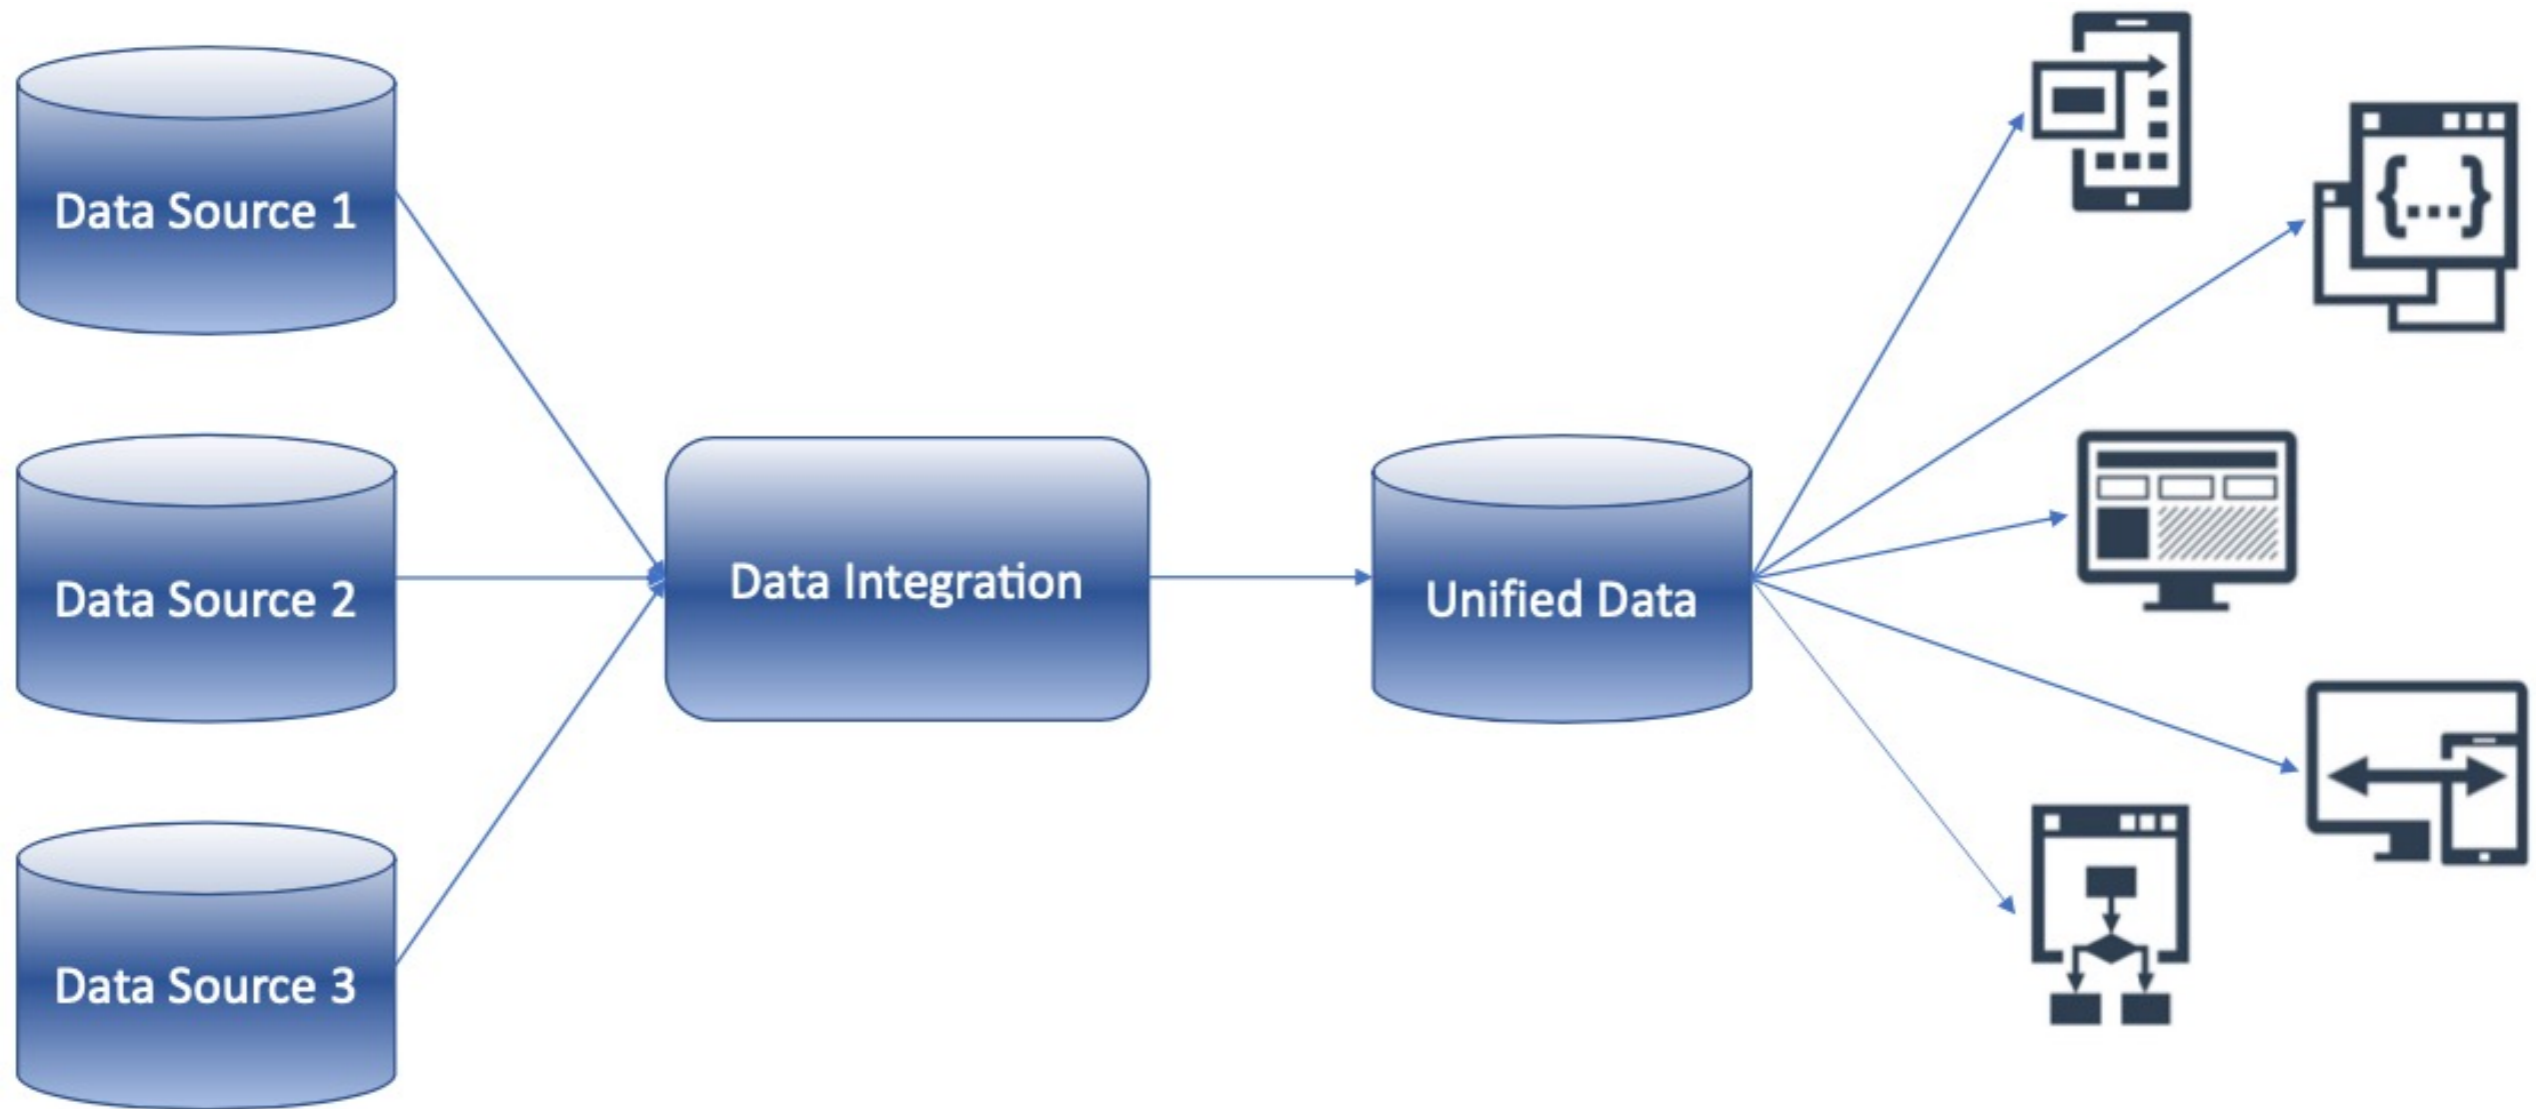 Data Source 1
Data Source 2
Data Source 3
Data Integration
Unified Data
{...}